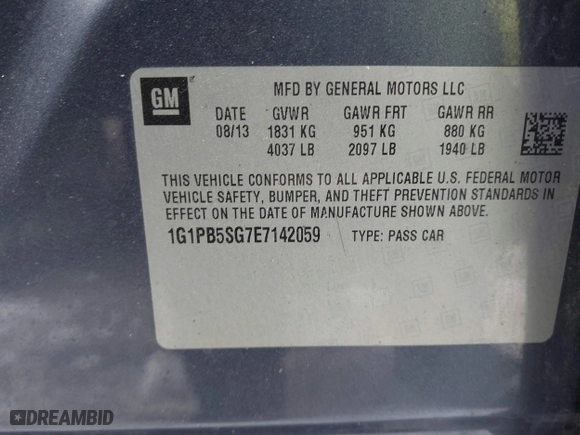 GM
MFD BY GENERAL MOTORS LLC
DATE GVWR GAWR FRT GAWR RR
08/13 1831 KG 951 KG 880 KG
4037 LB 2097 LB 1940 LB
THIS VEHICLE CONFORMS TO ALL APPLICABLE U.S. FEDERAL MOTOR
VEHICLE SAFETY, BUMPER, AND THEFT PREVENTION STANDARDS IN
EFFECT ON THE DATE OF MANUFACTURE SHOWN ABOVE.
1G1PB5SG7E7142059 TYPE: PASS CAR
DREAMBID